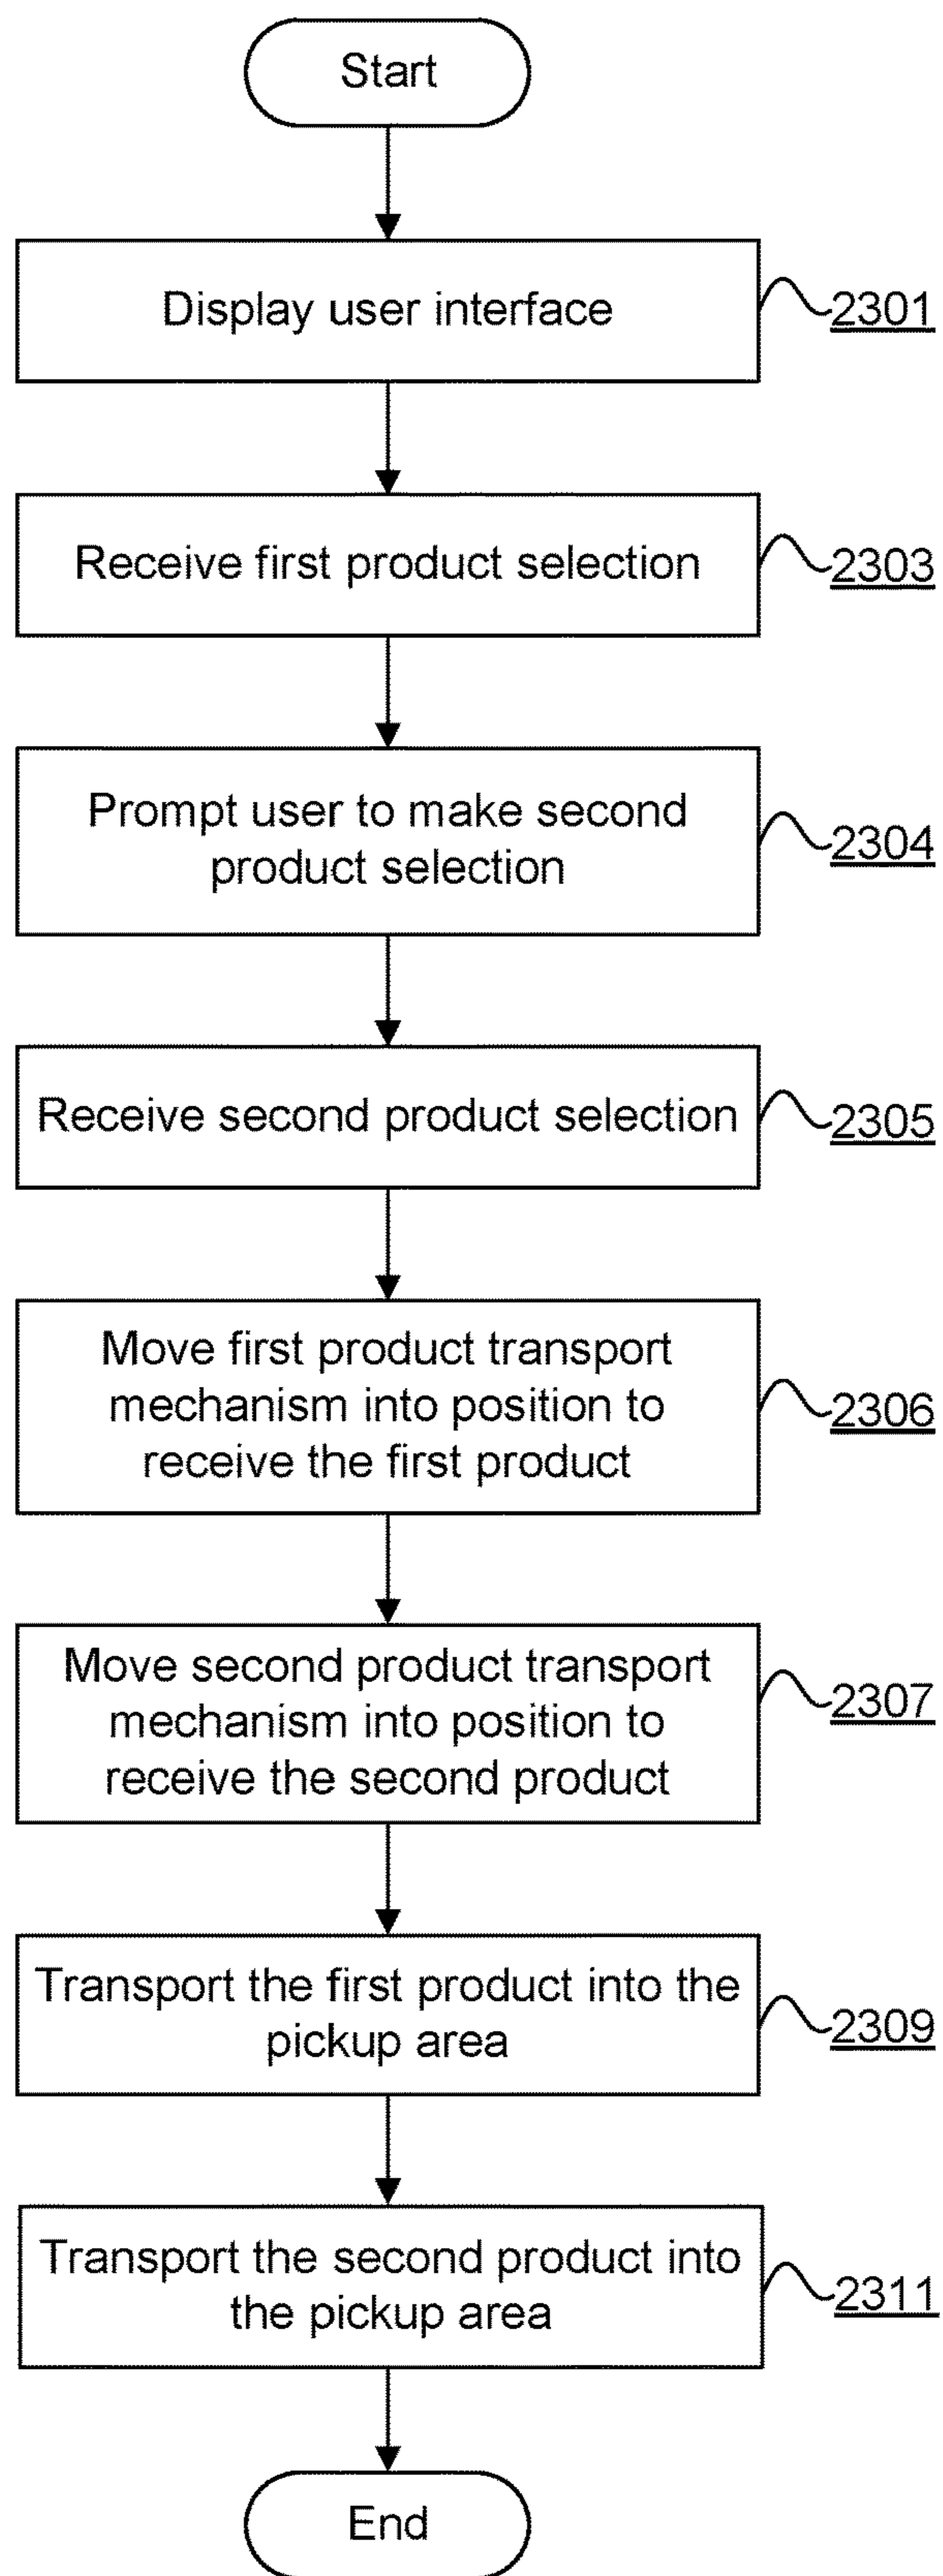 Start
Display user interface
2301
Receive first product selection
2303
Prompt user to make second
product selection
2304
Receive second product selection
2305
Move first product transport
mechanism into position to
receive the first product
2306
Move second product transport
mechanism into position to
receive the second product
2307
Transport the first product into the
pickup area
2309
Transport the second product into
the pickup area
2311
End